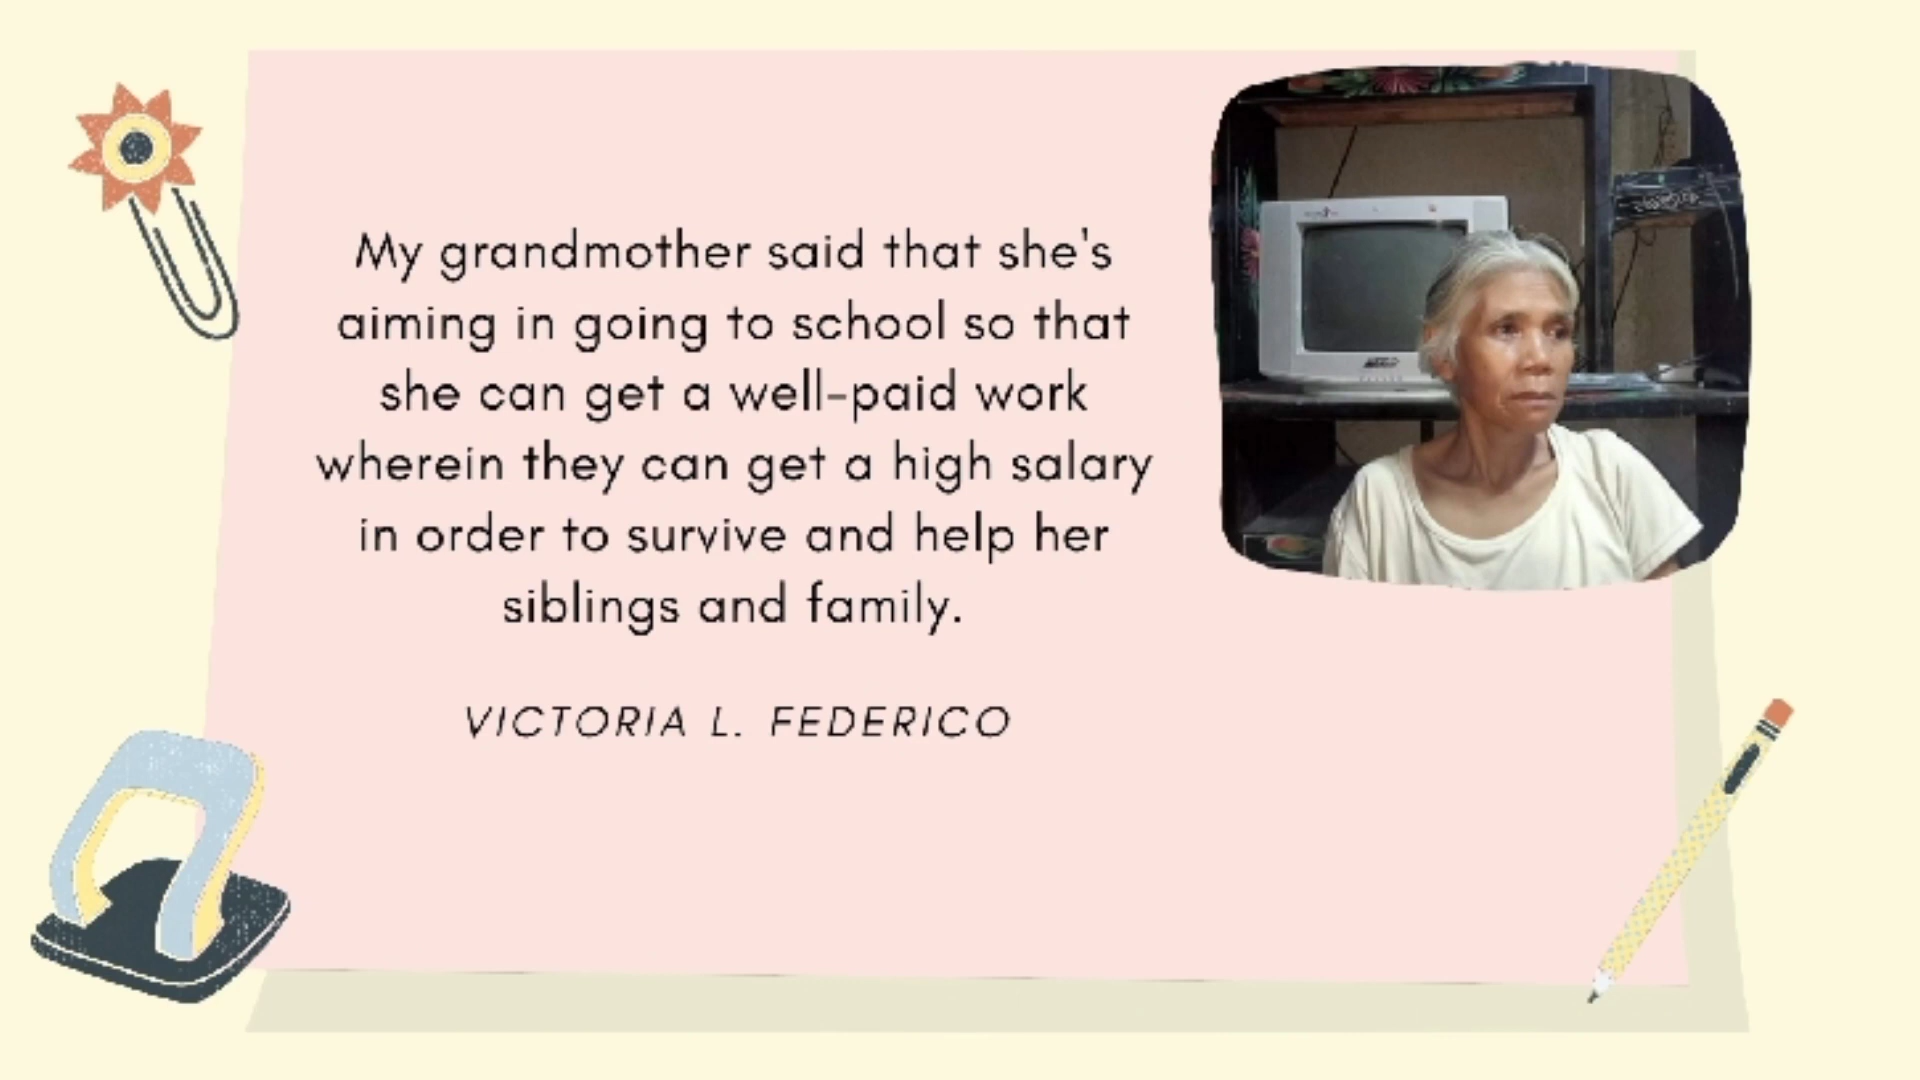 My grandmother said that she's
aiming in going to school so that
she can get a well-paid work
wherein they can get a high salary
in order to survive and help her
siblings and family.
VICTORIA L. FEDERICO